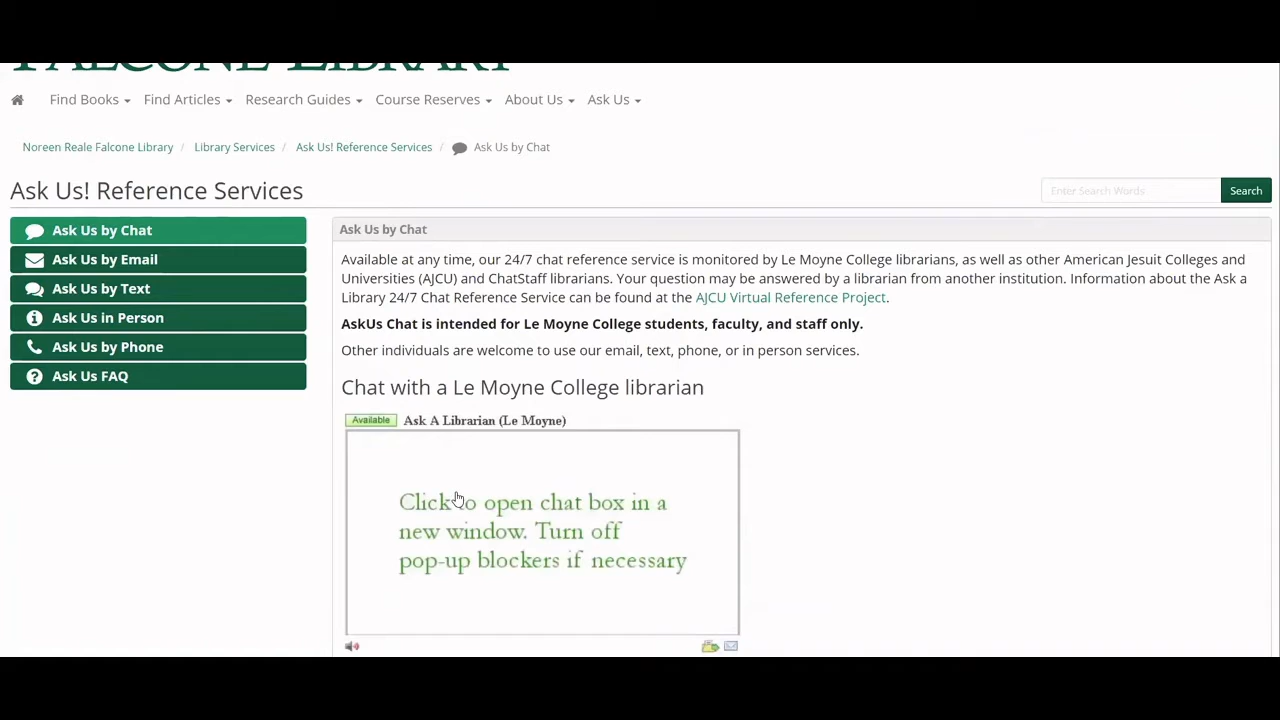 FALCONE LIBRARY
Find Books
Find Articles
Research Guides
Course Reserves
About Us
Ask Us
Noreen Reale Falcone Library / Library Services / Ask Us! Reference Services / Ask Us by Chat
Ask Us! Reference Services
Enter Search Words
Search
Ask Us by Chat
Ask Us by Email
Ask Us by Text
Ask Us in Person
Ask Us by Phone
Ask Us FAQ
Ask Us by Chat
Available at any time, our 24/7 chat reference service is monitored by Le Moyne College librarians, as well as other American Jesuit Colleges and
Universities (AJCU) and ChatStaff librarians. Your question may be answered by a librarian from another institution. Information about the Ask a
Library 24/7 Chat Reference Service can be found at the AJCU Virtual Reference Project.
AskUs Chat is intended for Le Moyne College students, faculty, and staff only.
Other individuals are welcome to use our email, text, phone, or in person services.
Chat with a Le Moyne College librarian
Available
Ask A Librarian (Le Moyne)
Click to open chat box in a
new window. Turn off
pop-up blockers if necessary